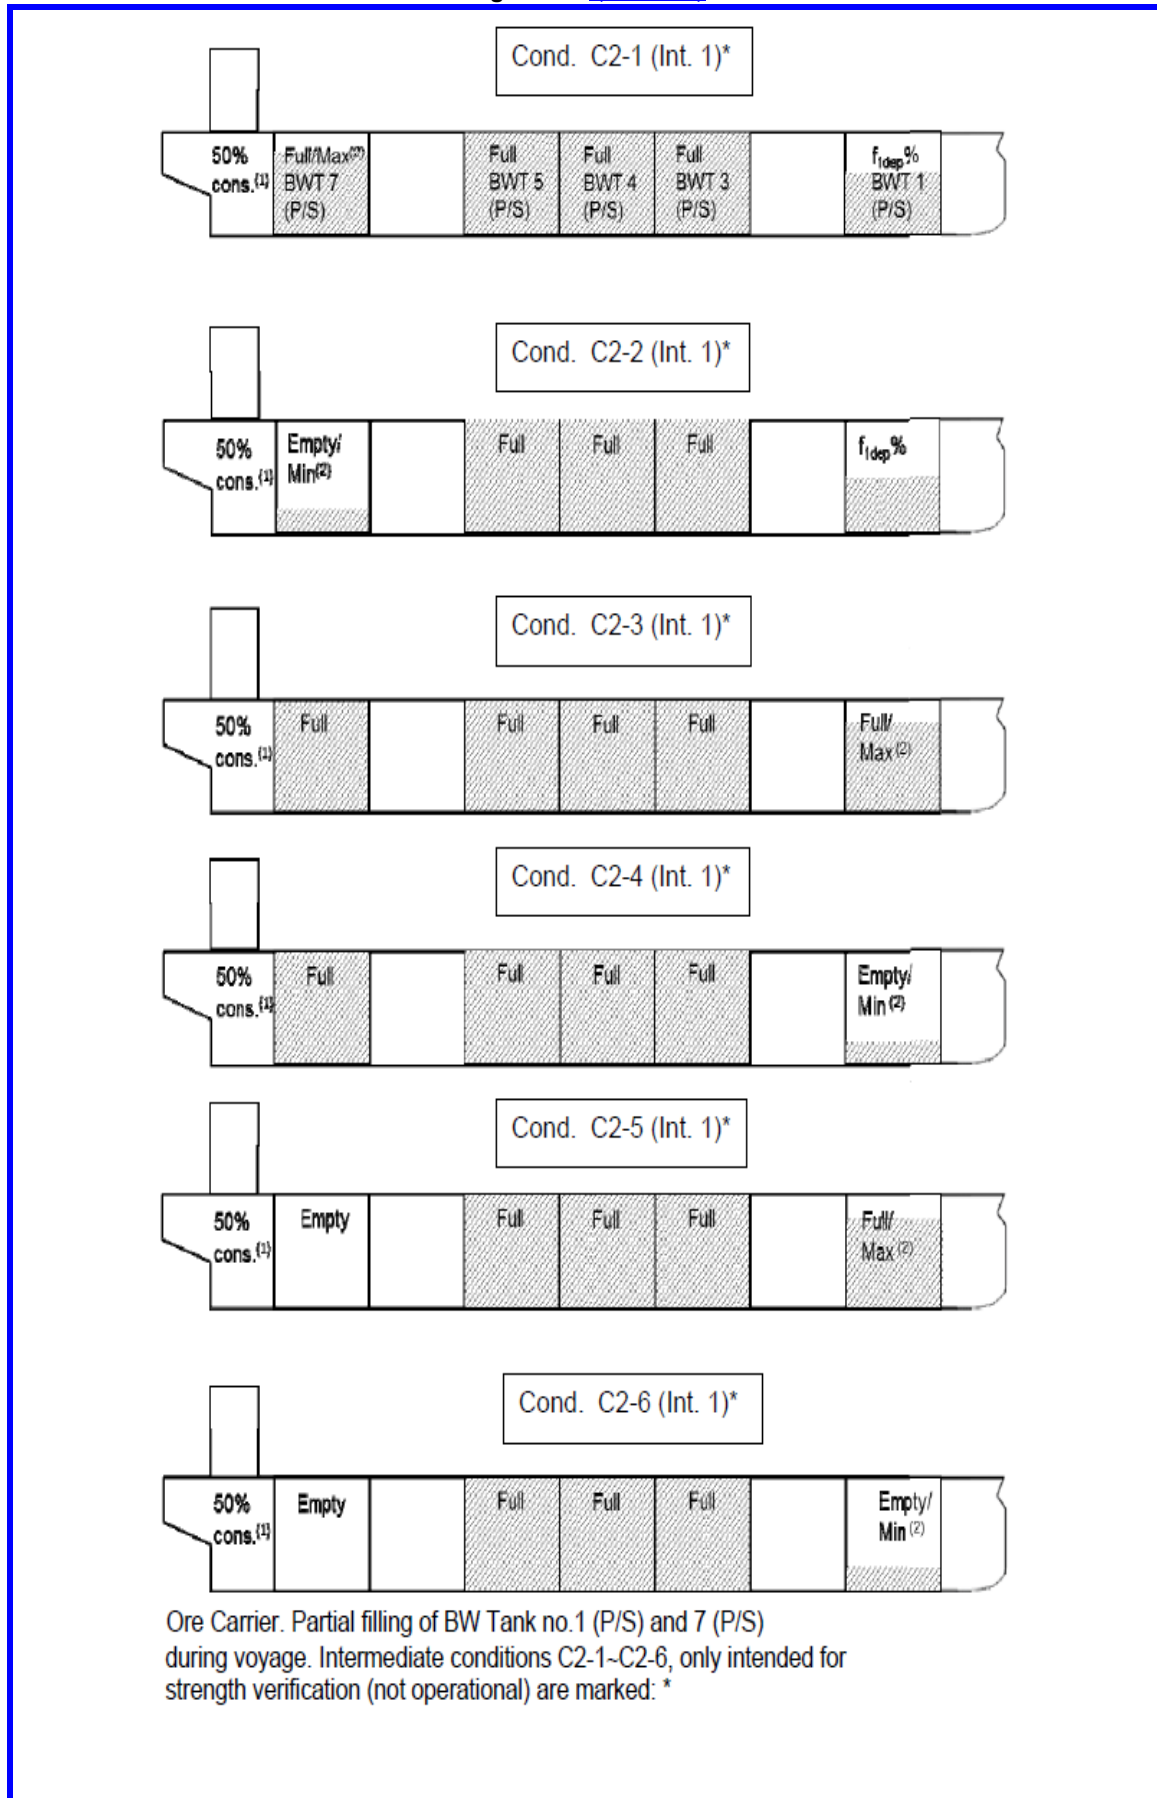 Cond. C2-1 (Int. 1)*
50%
cons.(1)
Full/Max(2)
BWT 7
(P/S)
Full
BWT 5
(P/S)
Full
BWT 4
(P/S)
Full
BWT 3
(P/S)
f1dep%
BWT 1
(P/S)
Cond. C2-2 (Int. 1)*
50%
cons.(1)
Empty/
Min(2)
Full
Full
Full
f1dep%
Cond. C2-3 (Int. 1)*
50%
cons.(1)
Full
Full
Full
Full
Full/
Max (2)
Cond. C2-4 (Int. 1)*
50%
cons.(1)
Full
Full
Full
Full
Empty/
Min (2)
Cond. C2-5 (Int. 1)*
50%
cons.(1)
Empty
Full
Full
Full
Full/
Max (2)
Cond. C2-6 (Int. 1)*
50%
cons.(1)
Empty
Full
Full
Full
Empty/
Min (2)
Ore Carrier. Partial filling of BW Tank no.1 (P/S) and 7 (P/S)
during voyage. Intermediate conditions C2-1~C2-6, only intended for
strength verification (not operational) are marked: *